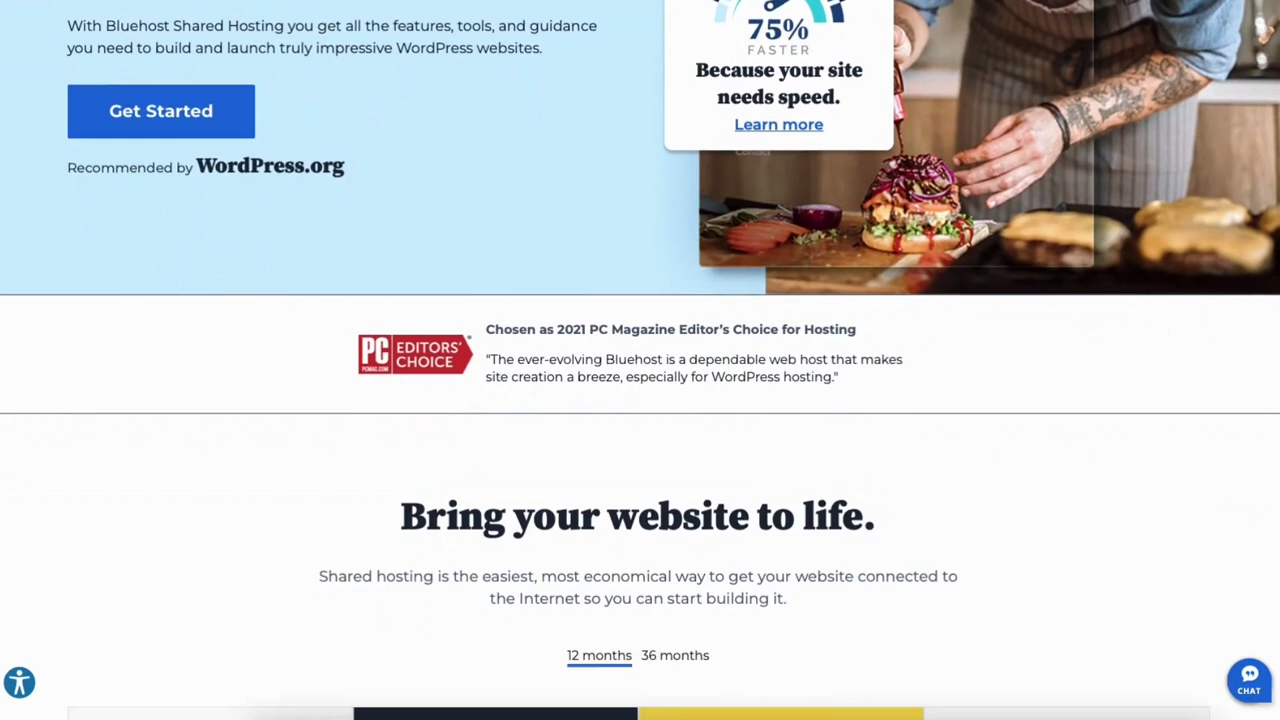 With Bluehost Shared Hosting you get all the features, tools, and guidance
you need to build and launch truly impressive WordPress websites.
Get Started
Recommended by WordPress.org
75%
FASTER
Because your site
needs speed.
Learn more
Contact
PC
PCMAG.COM
EDITORS'
CHOICE
Chosen as 2021 PC Magazine Editor’s Choice for Hosting
"The ever-evolving Bluehost is a dependable web host that makes
site creation a breeze, especially for WordPress hosting."
Bring your website to life.
Shared hosting is the easiest, most economical way to get your website connected to
the Internet so you can start building it.
12 months 36 months
CHAT